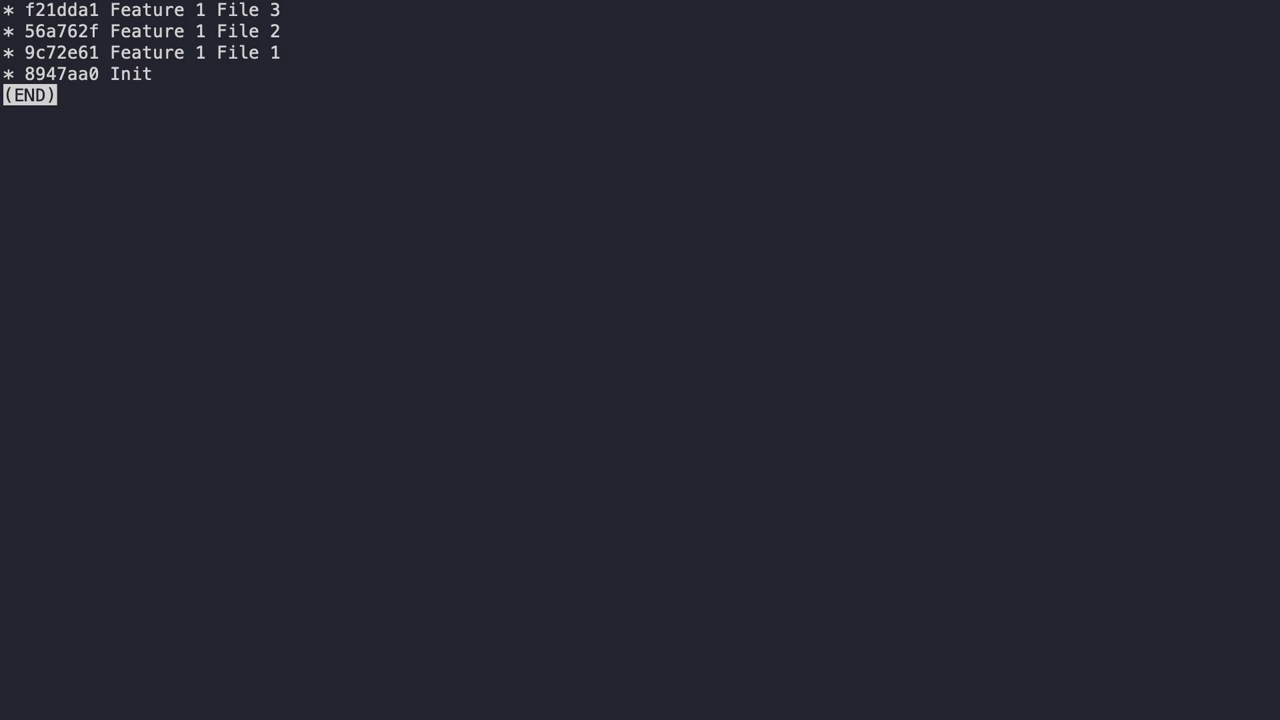 * f21dda1 Feature 1 File 3
* 56a762f Feature 1 File 2
* 9c72e61 Feature 1 File 1
* 8947aa0 Init
(END)